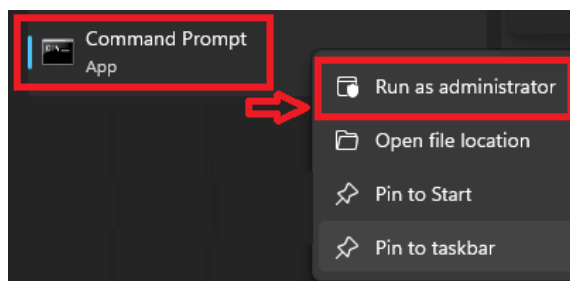 Command Prompt
App
Run as administrator
Open file location
Pin to Start
Pin to taskbar